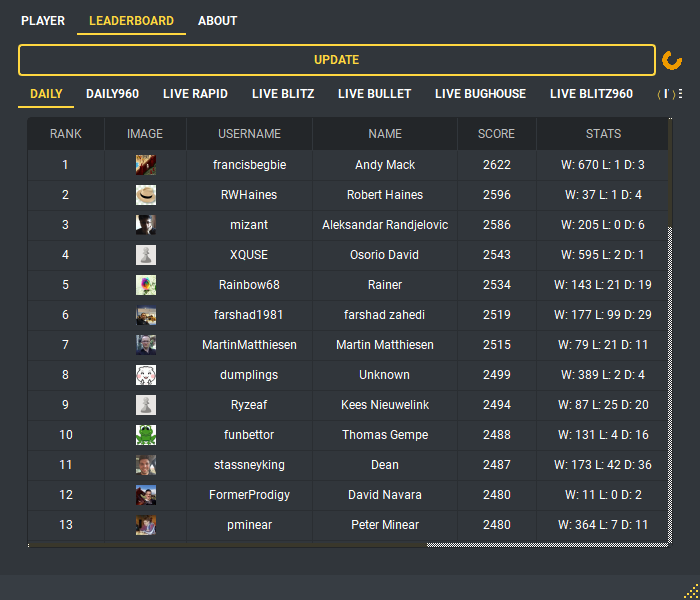 PLAYER LEADERBOARD ABOUT
UPDATE
DAILY DAILY960 LIVE RAPID LIVE BLITZ LIVE BULLET LIVE BUGHOUSE LIVE BLITZ960
RANK IMAGE USERNAME NAME SCORE STATS
1 francisbegbie Andy Mack 2622 W: 670 L: 1 D: 3
2 RWHaines Robert Haines 2596 W: 37 L: 1 D: 4
3 mizant Aleksandar Randjelovic 2586 W: 205 L: 0 D: 6
4 XQUSE Osorio David 2543 W: 595 L: 2 D: 1
5 Rainbow68 Rainer 2534 W: 143 L: 21 D: 19
6 farshad1981 farshad zahedi 2519 W: 177 L: 99 D: 29
7 MartinMatthiesen Martin Matthiesen 2515 W: 79 L: 21 D: 11
8 dumplings Unknown 2499 W: 389 L: 2 D: 4
9 Ryzeaf Kees Nieuwelink 2494 W: 87 L: 25 D: 20
10 funbettor Thomas Gempe 2488 W: 131 L: 4 D: 16
11 stassneyking Dean 2487 W: 173 L: 42 D: 36
12 FormerProdigy David Navara 2480 W: 11 L: 0 D: 2
13 pminear Peter Minear 2480 W: 364 L: 7 D: 11